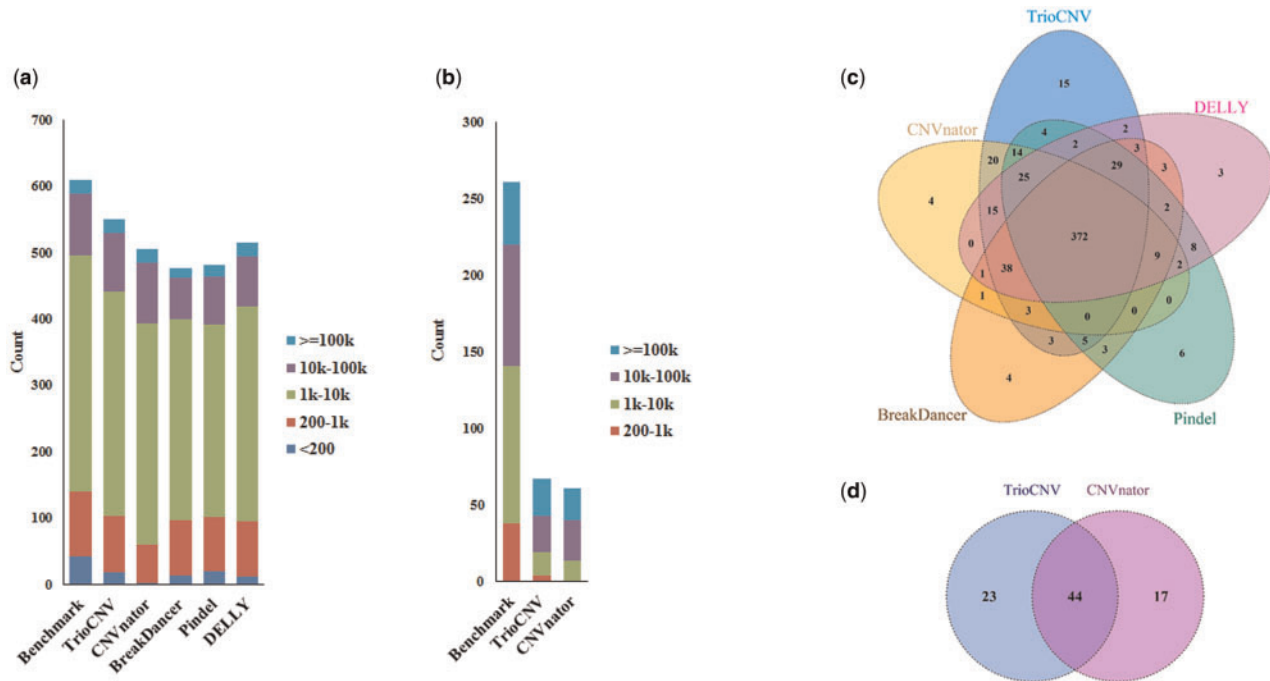 (a)
700
600
500
400
300
200
100
0
Count
Benchmark
TrioCNV
CNVnator
BreakDancer
Pindel
DELLY
>=100k
10k-100k
1k-10k
200-1k
<200
(b)
300
250
200
150
100
50
0
Count
Benchmark
TrioCNV
CNVnator
>=100k
10k-100k
1k-10k
200-1k
(c)
TrioCNV
DELLY
CNVnator
BreakDancer
Pindel
15
4
2
2
3
3
3
20
14
25
29
4
15
2
0
372
8
38
9
2
1
1
3
0
0
0
3
5
3
6
4
(d)
TrioCNV
CNVnator
23
44
17